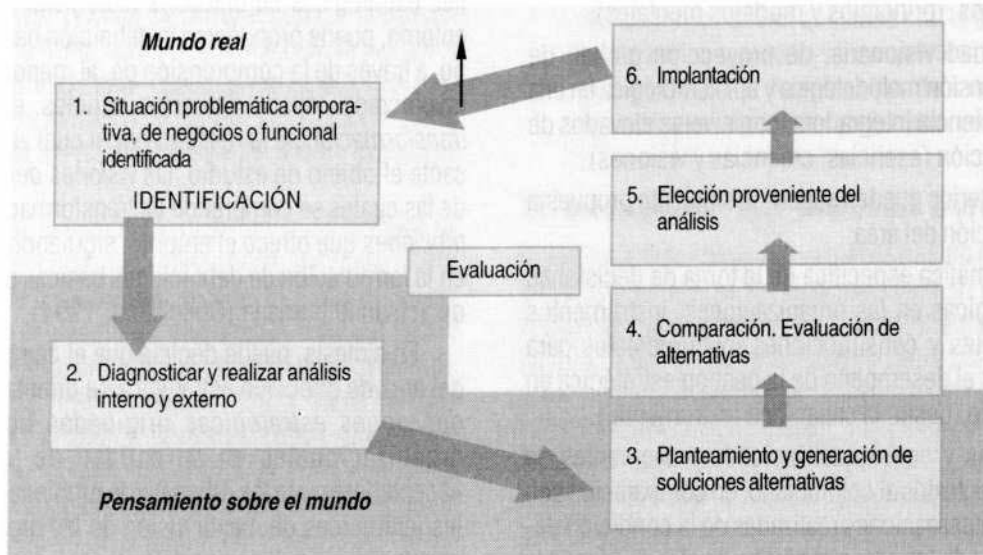 Mundo real
1. Situación problemática corpora-
tiva, de negocios o funcional
identificada
IDENTIFICACIÓN
2. Diagnosticar y realizar análisis
interno y externo
Pensamiento sobre el mundo
Evaluación
6. Implantación
5. Elección proveniente del
análisis
4. Comparación. Evaluación de
alternativas
3. Planteamiento y generación de
soluciones alternativas